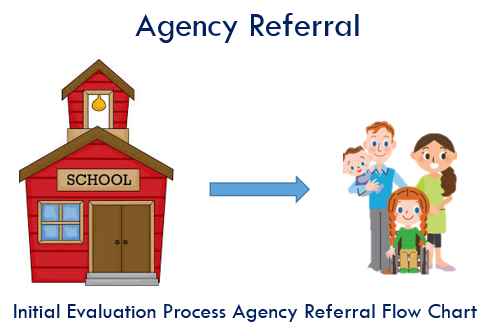 Agency Referral
SCHOOL
Initial Evaluation Process Agency Referral Flow Chart